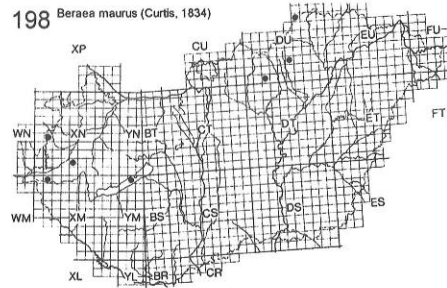 198 Beraea maurus (Curtis, 1834)
XP CU DU EU FU
WN XN YN BT CT DT ET FT
WM XM YM BS CS DS ES
XL YL BR CR